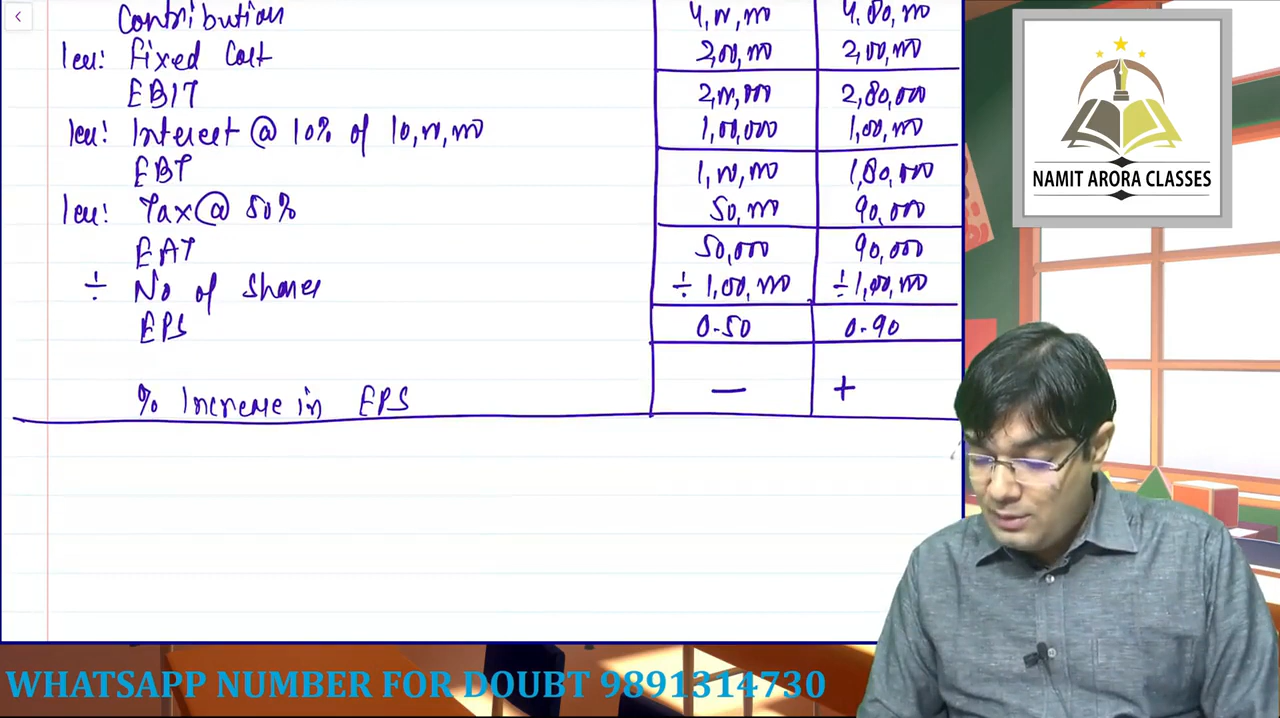 Contribution 4,00,000 4,80,000
less: Fixed Cost 2,00,000 2,00,000
EBIT 2,00,000 2,80,000
less: Interest @ 10% of 10,00,000 1,00,000 1,00,000
EBT 1,00,000 1,80,000
less: Tax @ 50% 50,000 90,000
EAT 50,000 90,000
÷ No of Shares ÷ 1,00,000 ÷ 1,00,000
EPS 0.50 0.90
% Increase in EPS — +
NAMIT ARORA CLASSES
WHATSAPP NUMBER FOR DOUBT 9891314730